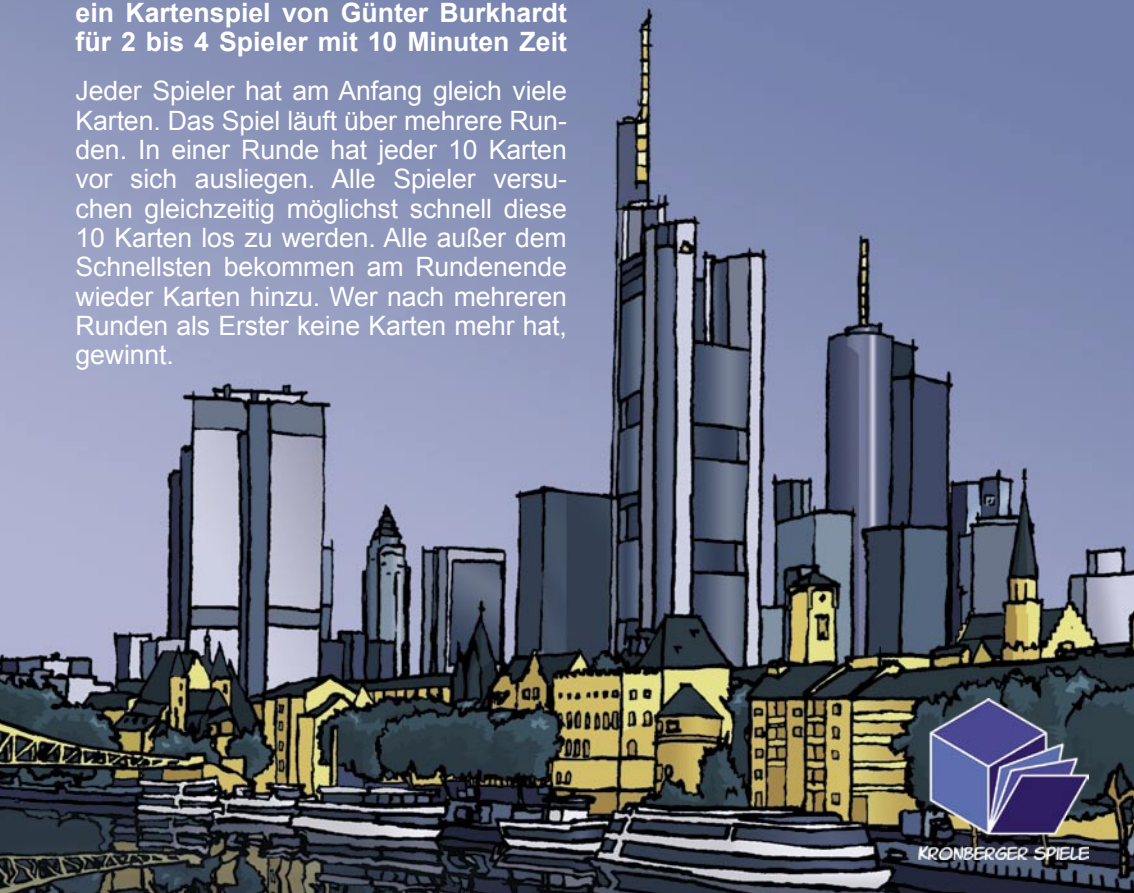 ein Kartenspiel von Günter Burkhardt
für 2 bis 4 Spieler mit 10 Minuten Zeit
Jeder Spieler hat am Anfang gleich viele
Karten. Das Spiel läuft über mehrere Run-
den. In einer Runde hat jeder 10 Karten
vor sich ausliegen. Alle Spieler versu-
chen gleichzeitig möglichst schnell diese
10 Karten los zu werden. Alle außer dem
Schnellsten bekommen am Rundenende
wieder Karten hinzu. Wer nach mehreren
Runden als Erster keine Karten mehr hat,
gewinnt.
KRONBERGER SPIELE